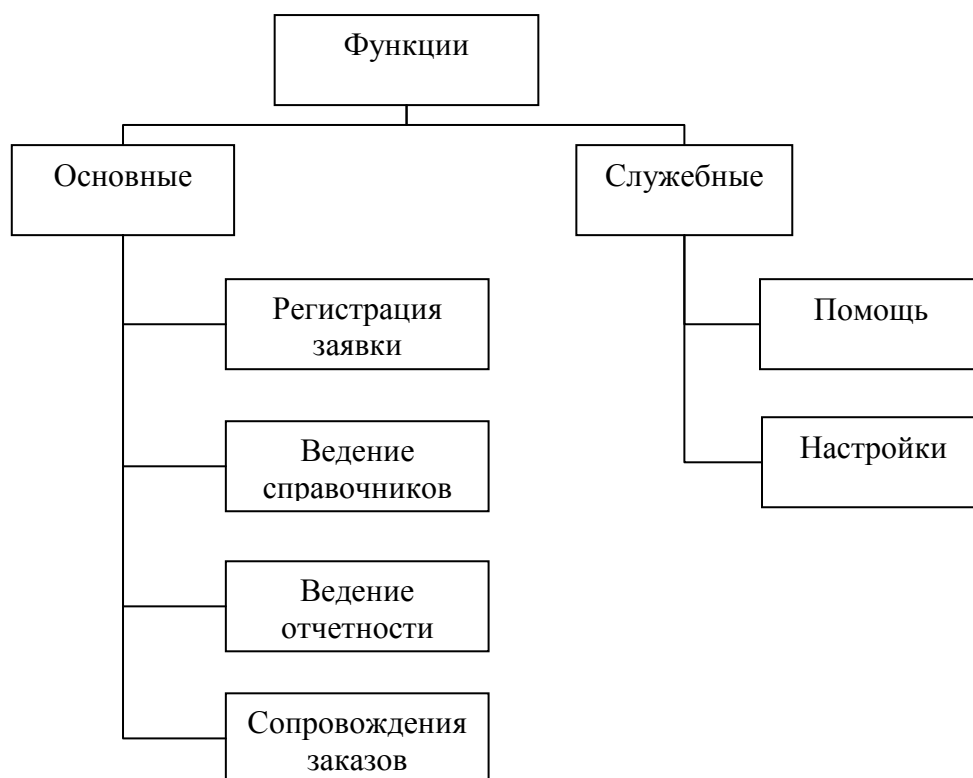 Функции
Основные
Служебные
Регистрация
заявки
Помощь
Ведение
справочников
Настройки
Ведение
отчетности
Сопровождения
заказов